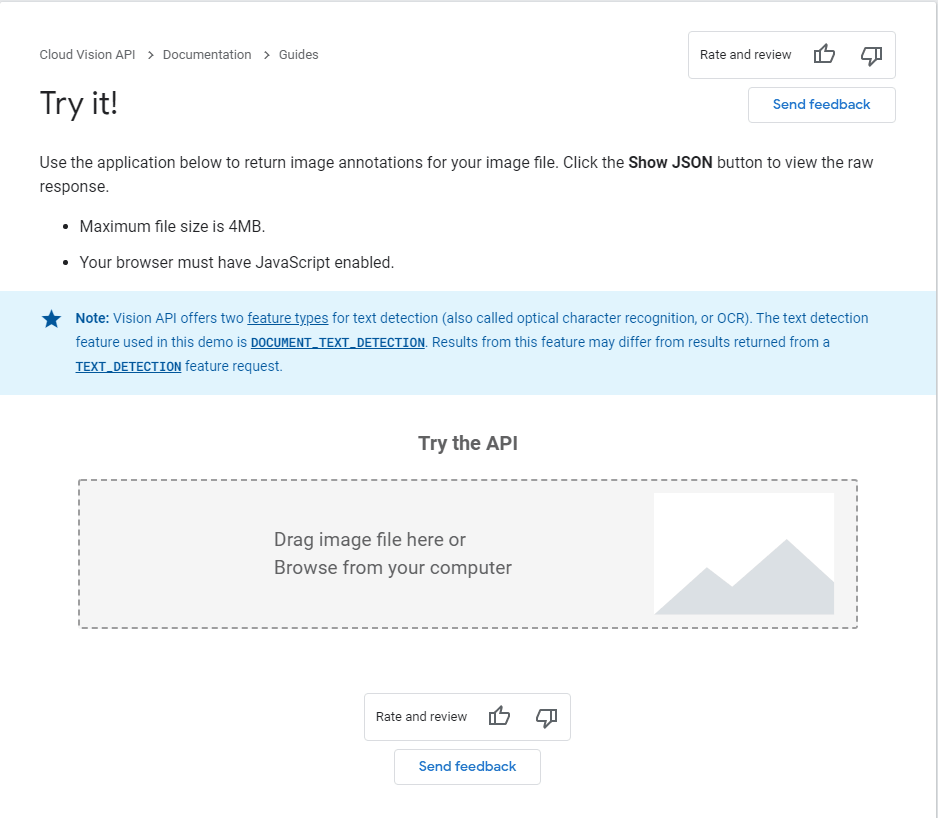 Cloud Vision API > Documentation > Guides
Rate and review
Try it!
Send feedback
Use the application below to return image annotations for your image file. Click the Show JSON button to view the raw
response.
• Maximum file size is 4MB.
• Your browser must have JavaScript enabled.
Note: Vision API offers two feature types for text detection (also called optical character recognition, or OCR). The text detection
feature used in this demo is DOCUMENT_TEXT_DETECTION. Results from this feature may differ from results returned from a
TEXT_DETECTION feature request.
Try the API
Drag image file here or
Browse from your computer
Rate and review
Send feedback